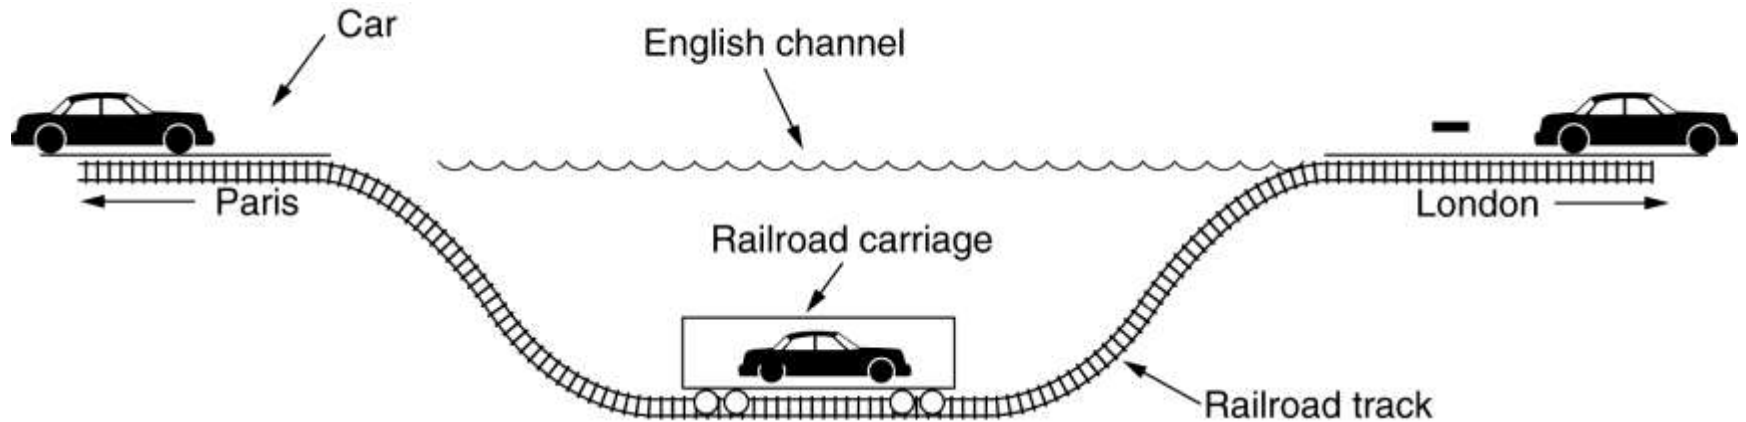 Car
English channel
Paris
London
Railroad carriage
Railroad track